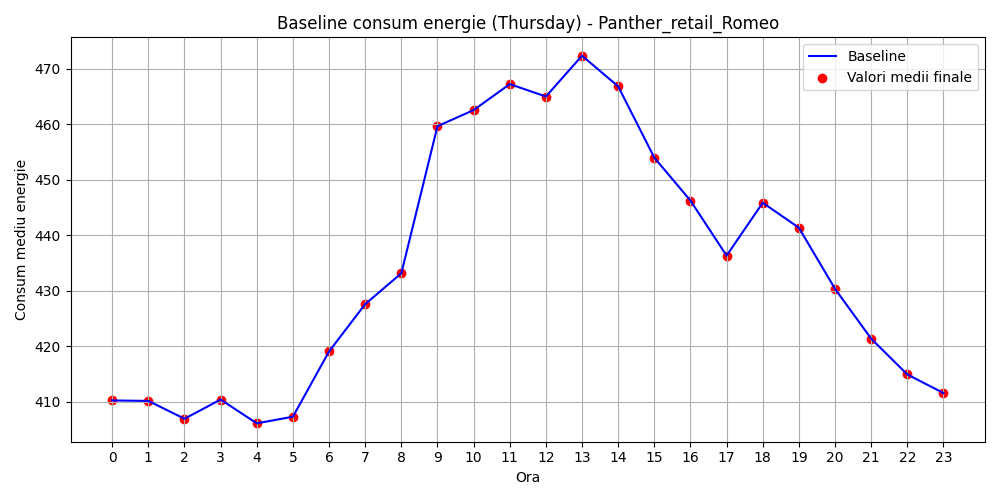 Baseline consum energie (Thursday) - Panther_retail_Romeo
Baseline
Valori medii finale
470
460
450
440
430
420
410
Consum mediu energie
0 1 2 3 4 5 6 7 8 9 10 11 12 13 14 15 16 17 18 19 20 21 22 23
Ora